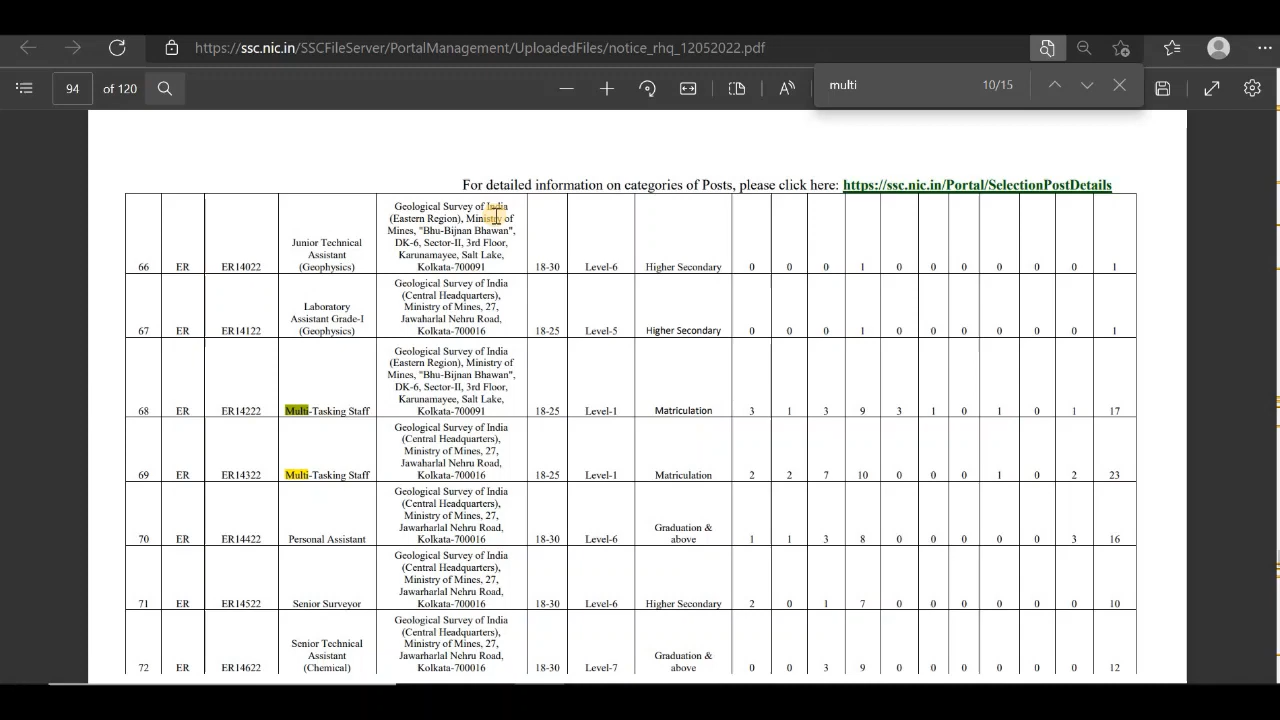 https://ssc.nic.in/SSCFileServer/PortalManagement/UploadedFiles/notice_rhq_12052022.pdf
94 of 120
multi 10/15
For detailed information on categories of Posts, please click here: https://ssc.nic.in/Portal/SelectionPostDetails
Geological Survey of India
(Eastern Region), Ministry of
Mines, "Bhu-Bijnan Bhawan",
Junior Technical
DK-6, Sector-II, 3rd Floor,
Assistant
Karunamayee, Salt Lake,
66 ER ER14022 (Geophysics) Kolkata-700091 18-30 Level-6 Higher Secondary 0 0 0 1 0 0 0 0 0 0 1
Geological Survey of India
(Central Headquarters),
Laboratory
Ministry of Mines, 27,
Assistant Grade-I
Jawaharlal Nehru Road,
67 ER ER14122 (Geophysics) Kolkata-700016 18-25 Level-5 Higher Secondary 0 0 0 1 0 0 0 0 0 0 1
Geological Survey of India
(Eastern Region), Ministry of
Mines, "Bhu-Bijnan Bhawan",
DK-6, Sector-II, 3rd Floor,
Karunamayee, Salt Lake,
68 ER ER14222 Multi-Tasking Staff Kolkata-700091 18-25 Level-1 Matriculation 3 1 3 9 3 1 0 1 0 1 17
Geological Survey of India
(Central Headquarters),
Ministry of Mines, 27,
Jawaharlal Nehru Road,
69 ER ER14322 Multi-Tasking Staff Kolkata-700016 18-25 Level-1 Matriculation 2 2 7 10 0 0 0 1 0 2 23
Geological Survey of India
(Central Headquarters),
Ministry of Mines, 27,
Jawarharlal Nehru Road,
Graduation &
70 ER ER14422 Personal Assistant Kolkata-700016 18-30 Level-6 above 1 1 3 8 0 0 0 0 0 3 16
Geological Survey of India
(Central Headquarters),
Ministry of Mines, 27,
Jawarharlal Nehru Road,
71 ER ER14522 Senior Surveyor Kolkata-700016 18-30 Level-6 Higher Secondary 2 0 1 7 0 0 0 0 0 0 10
Geological Survey of India
(Central Headquarters),
Senior Technical
Ministry of Mines, 27,
Assistant
Jawarharlal Nehru Road,
Graduation &
72 ER ER14622 (Chemical) Kolkata-700016 18-30 Level-7 above 0 0 3 9 0 0 0 0 0 0 12